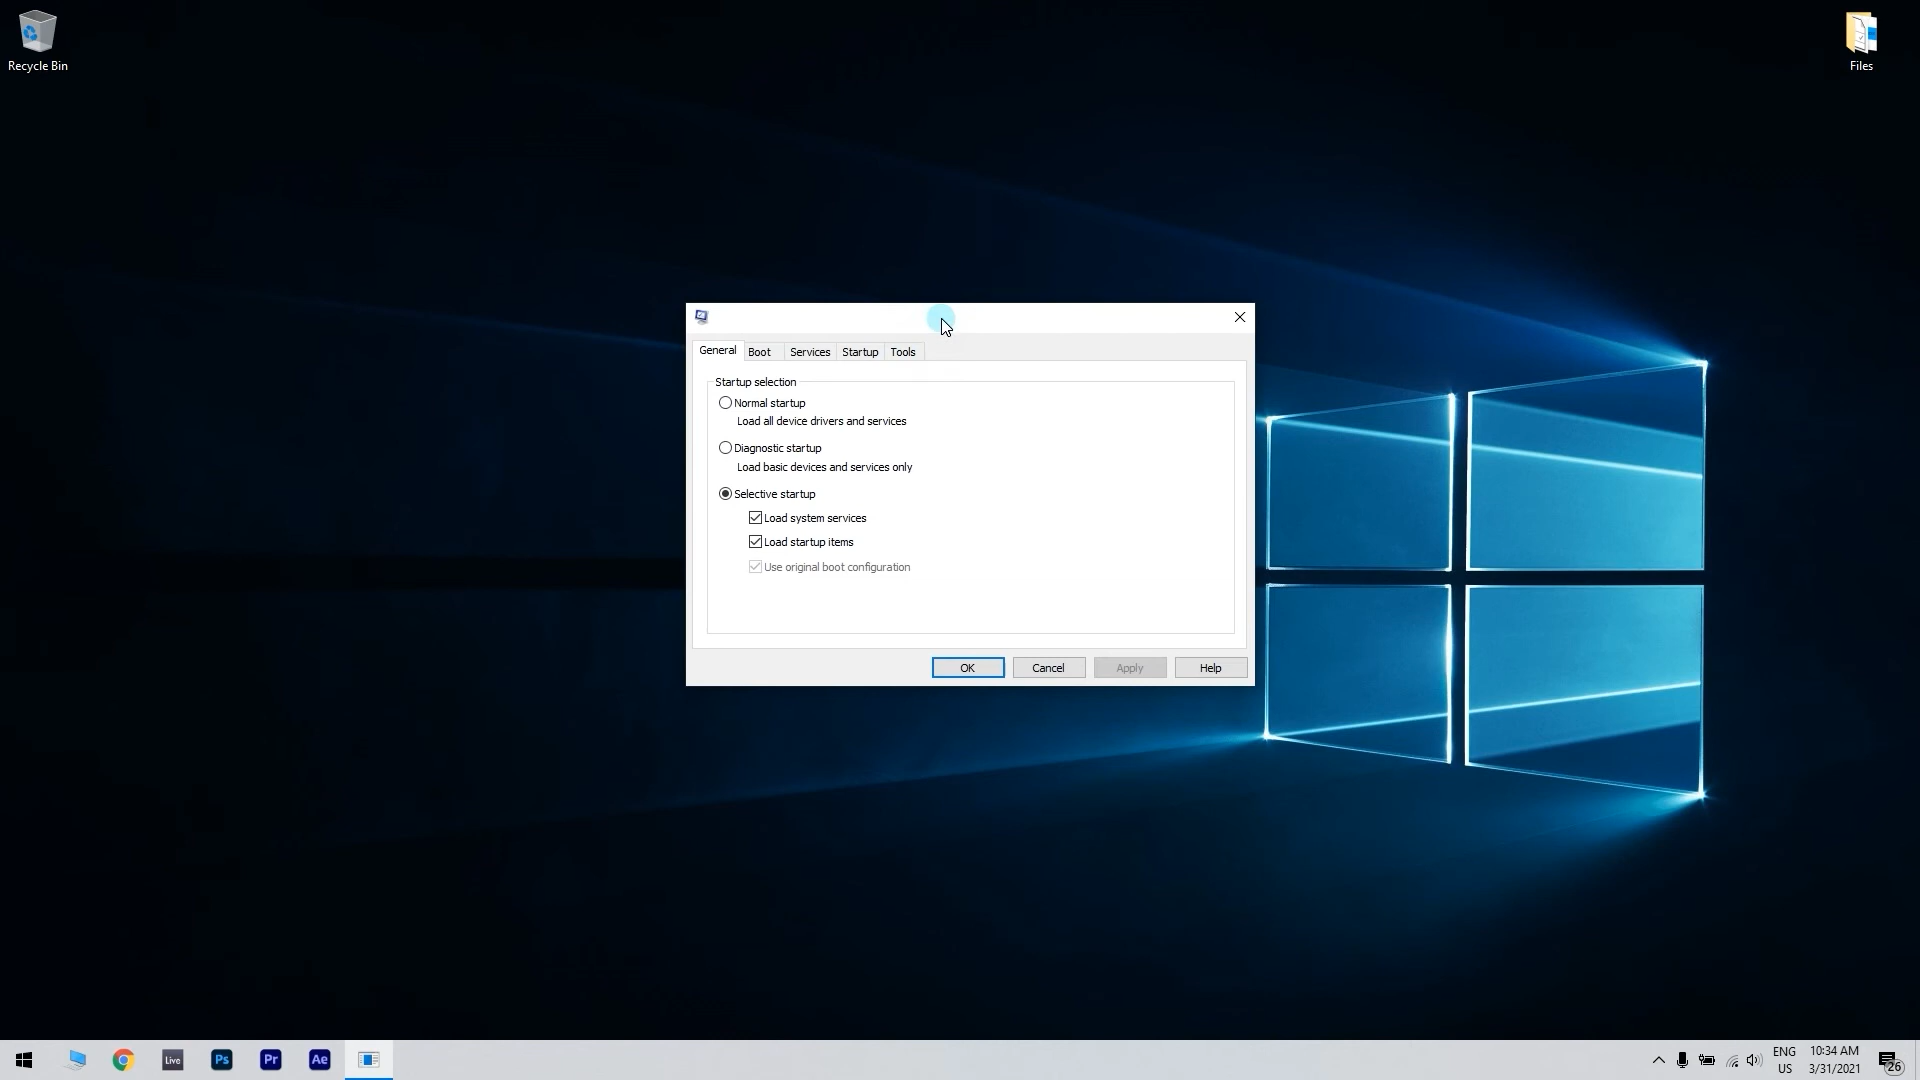 Recycle Bin
Files
General Boot Services Startup Tools
Startup selection
Normal startup
Load all device drivers and services
Diagnostic startup
Load basic devices and services only
Selective startup
Load system services
Load startup items
Use original boot configuration
OK Cancel Apply Help
Live Ps Pr Ae
ENG 10:34 AM
US 3/31/2021
26